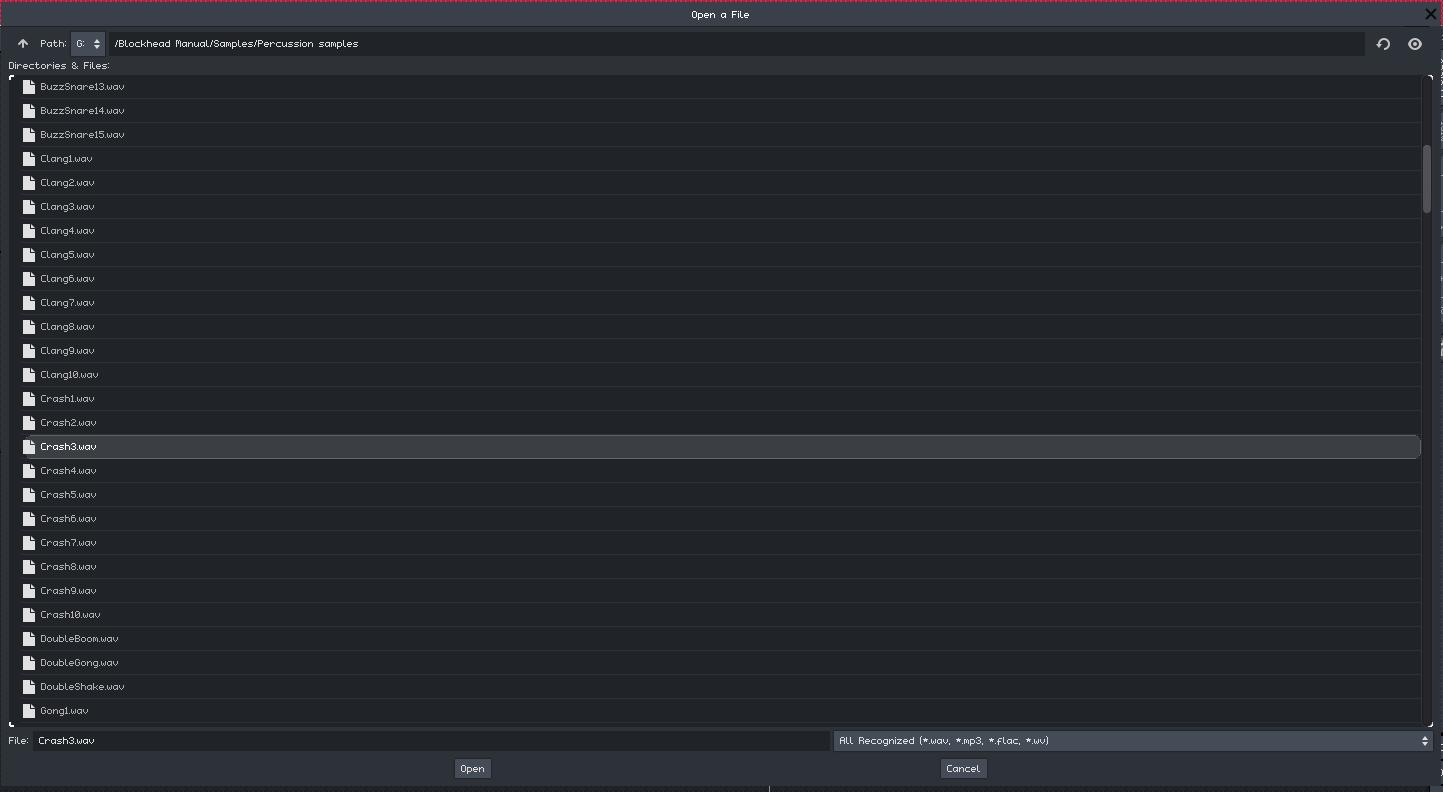 Open a File
Path: G: /Blockhead Manual/Samples/Percussion samples
Directories & Files:
BuzzSnare13.wav
BuzzSnare14.wav
BuzzSnare15.wav
Clang1.wav
Clang2.wav
Clang3.wav
Clang4.wav
Clang5.wav
Clang6.wav
Clang7.wav
Clang8.wav
Clang9.wav
Clang10.wav
Crash1.wav
Crash2.wav
Crash3.wav
Crash4.wav
Crash5.wav
Crash6.wav
Crash7.wav
Crash8.wav
Crash9.wav
Crash10.wav
DoubleBoom.wav
DoubleGong.wav
DoubleShake.wav
Gong1.wav
File: Crash3.wav All Recognized (*.wav, *.mp3, *.flac, *.wv)
Open Cancel